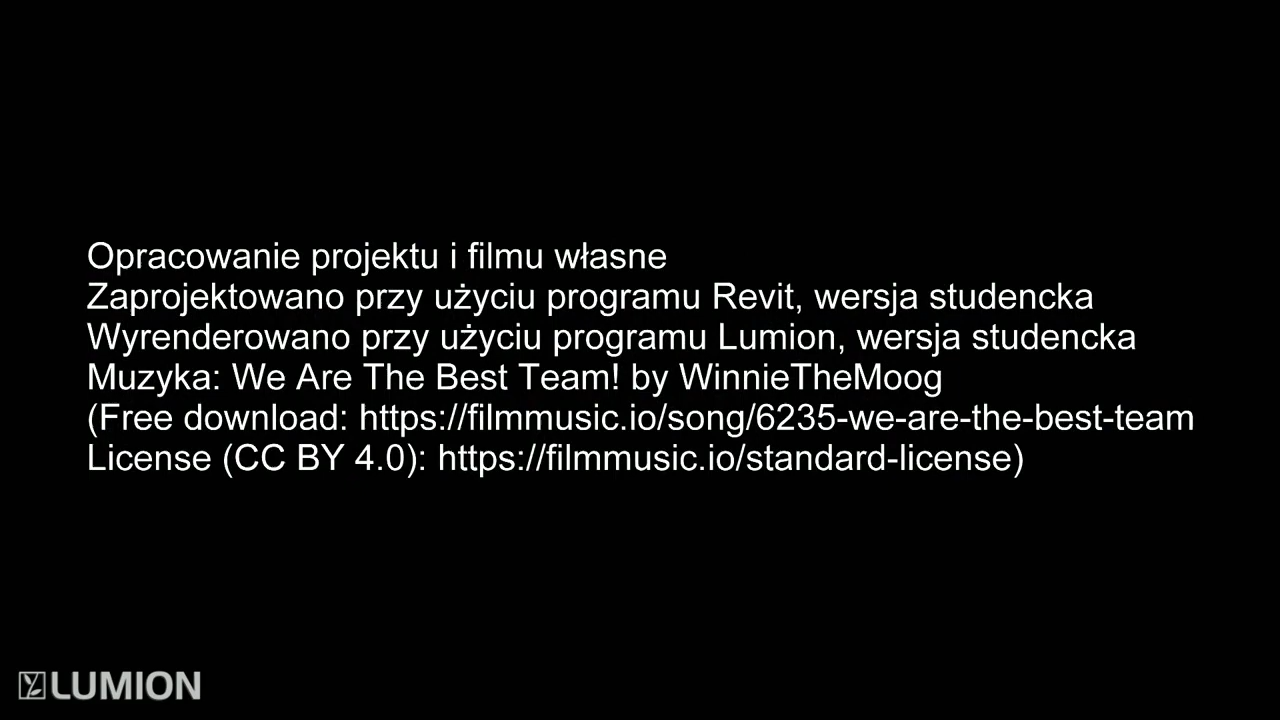 Opracowanie projektu i filmu własne
Zaprojektowano przy użyciu programu Revit, wersja studencka
Wyrenderowano przy użyciu programu Lumion, wersja studencka
Muzyka: We Are The Best Team! by WinnieTheMoog
(Free download: https://filmmusic.io/song/6235-we-are-the-best-team
License (CC BY 4.0): https://filmmusic.io/standard-license)
LUMION